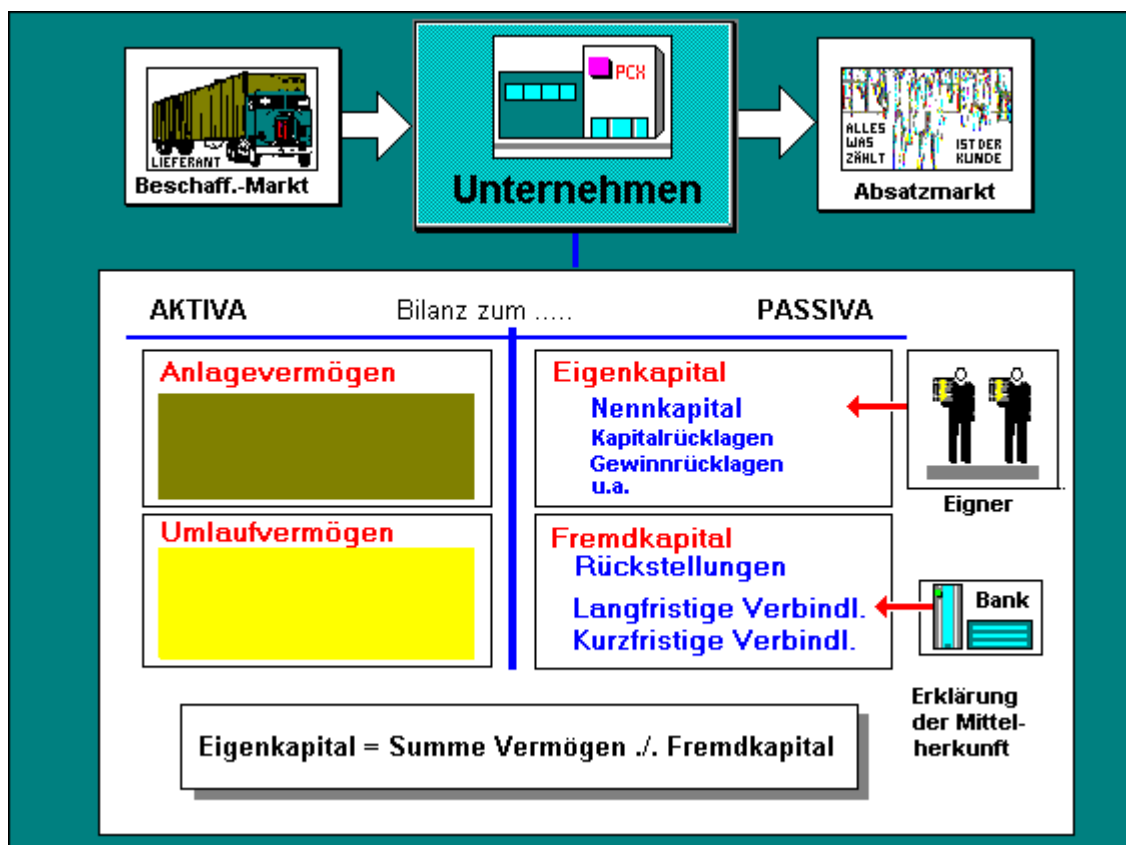 LIEFERANT
Beschaff.-Markt
PCX
Unternehmen
ALLES
WAS
ZÄHLT
IST DER
KUNDE
Absatzmarkt
AKTIVA
Bilanz zum .....
PASSIVA
Anlagevermögen
Umlaufvermögen
Eigenkapital
Nennkapital
Kapitalrücklagen
Gewinnrücklagen
u.a.
Eigner
Fremdkapital
Rückstellungen
Langfristige Verbindl.
Kurzfristige Verbindl.
Bank
Erklärung
der Mittel-
herkunft
Eigenkapital = Summe Vermögen ./. Fremdkapital